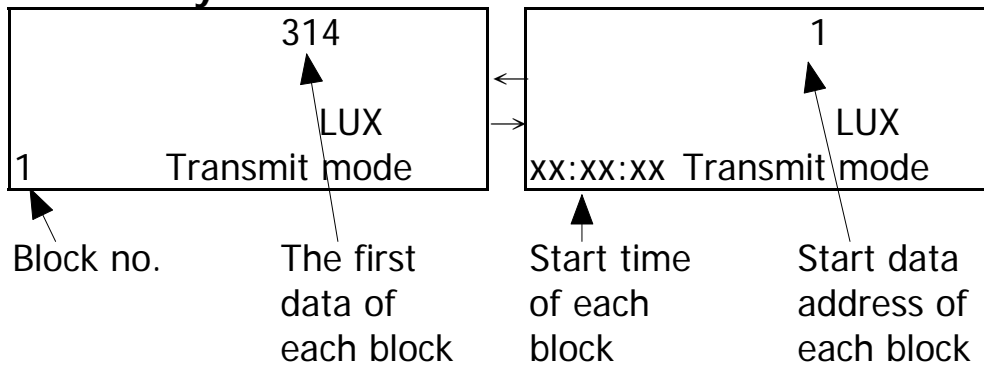 314
LUX
1 Transmit mode
1
LUX
xx:xx:xx Transmit mode
Block no.
The first
data of
each block
Start time
of each
block
Start data
address of
each block